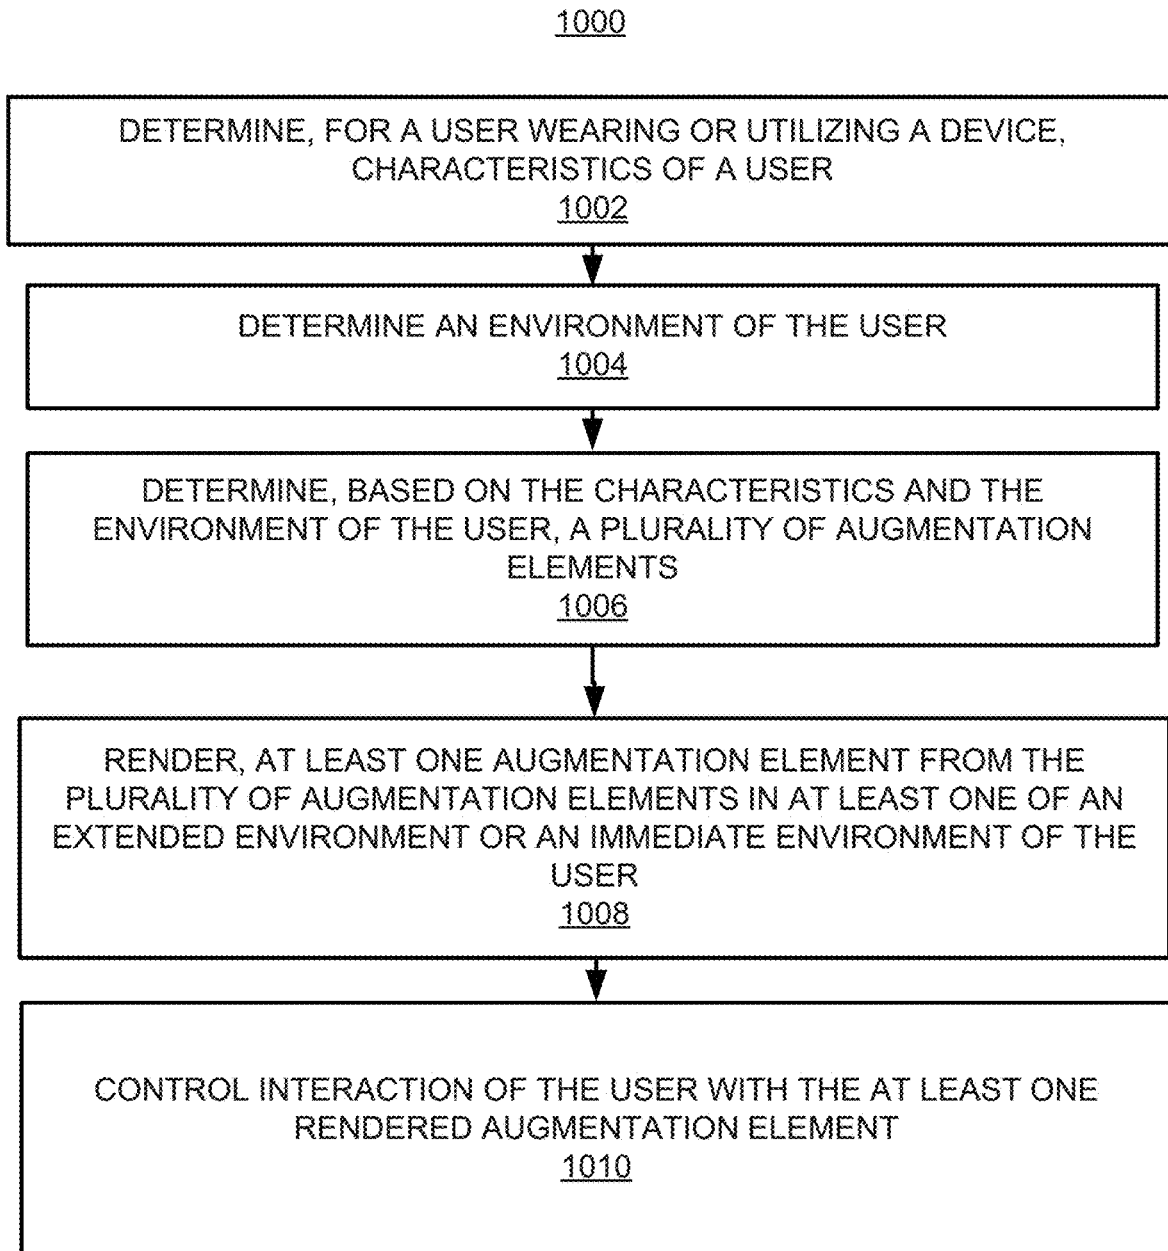 1000
DETERMINE, FOR A USER WEARING OR UTILIZING A DEVICE,
CHARACTERISTICS OF A USER
1002
DETERMINE AN ENVIRONMENT OF THE USER
1004
DETERMINE, BASED ON THE CHARACTERISTICS AND THE
ENVIRONMENT OF THE USER, A PLURALITY OF AUGMENTATION
ELEMENTS
1006
RENDER, AT LEAST ONE AUGMENTATION ELEMENT FROM THE
PLURALITY OF AUGMENTATION ELEMENTS IN AT LEAST ONE OF AN
EXTENDED ENVIRONMENT OR AN IMMEDIATE ENVIRONMENT OF THE
USER
1008
CONTROL INTERACTION OF THE USER WITH THE AT LEAST ONE
RENDERED AUGMENTATION ELEMENT
1010